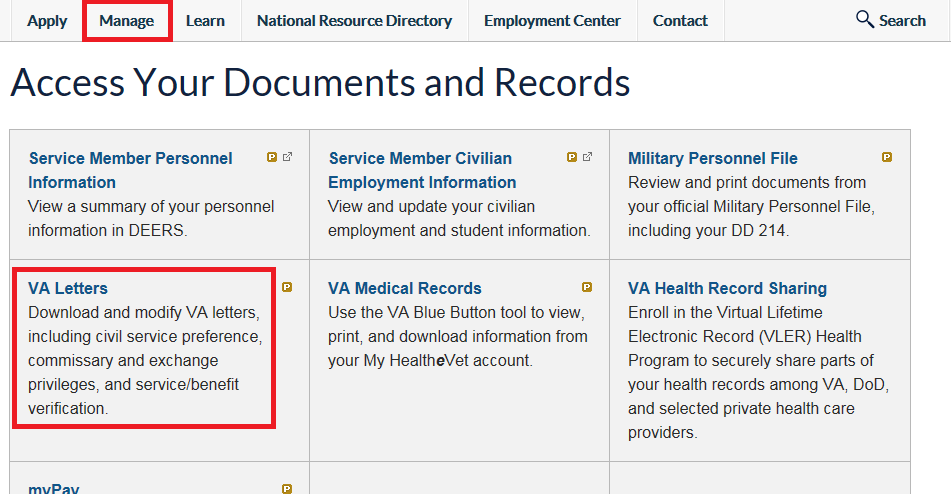 Apply Manage Learn National Resource Directory Employment Center Contact Search
Access Your Documents and Records
Service Member Personnel
Information
View a summary of your personnel
information in DEERS.
Service Member Civilian
Employment Information
View and update your civilian
employment and student information.
Military Personnel File
Review and print documents from
your official Military Personnel File,
including your DD 214.
VA Letters
Download and modify VA letters,
including civil service preference,
commissary and exchange
privileges, and service/benefit
verification.
VA Medical Records
Use the VA Blue Button tool to view,
print, and download information from
your My HealtheVet account.
VA Health Record Sharing
Enroll in the Virtual Lifetime
Electronic Record (VLER) Health
Program to securely share parts of
your health records among VA, DoD,
and selected private health care
providers.
myPay